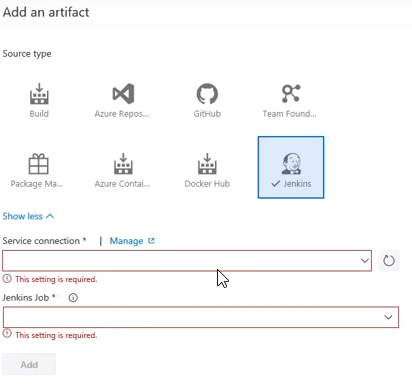 Add an artifact
Source type
Build
Azure Repos...
GitHub
Team Found...
Package Ma...
Azure Contai...
Docker Hub
Jenkins
Show less
Service connection * | Manage
This setting is required.
Jenkins Job *
This setting is required.
Add